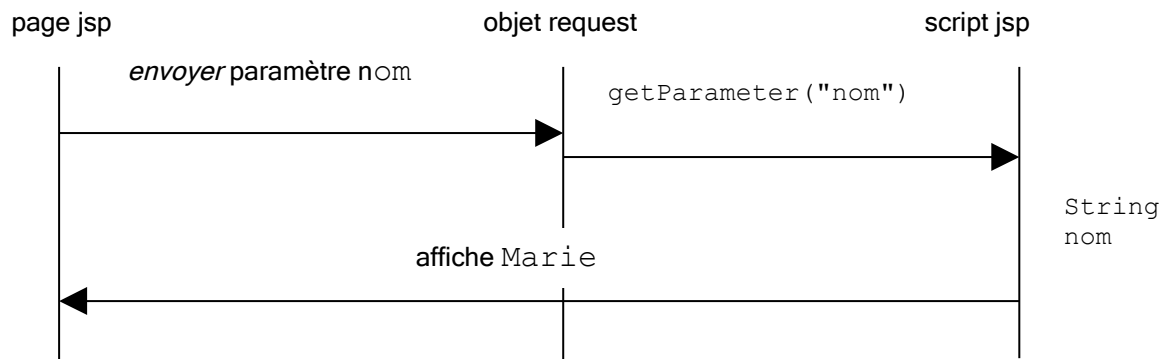 page jsp
objet request
script jsp
envoyer paramètre nom
getParameter("nom")
String
nom
affiche Marie